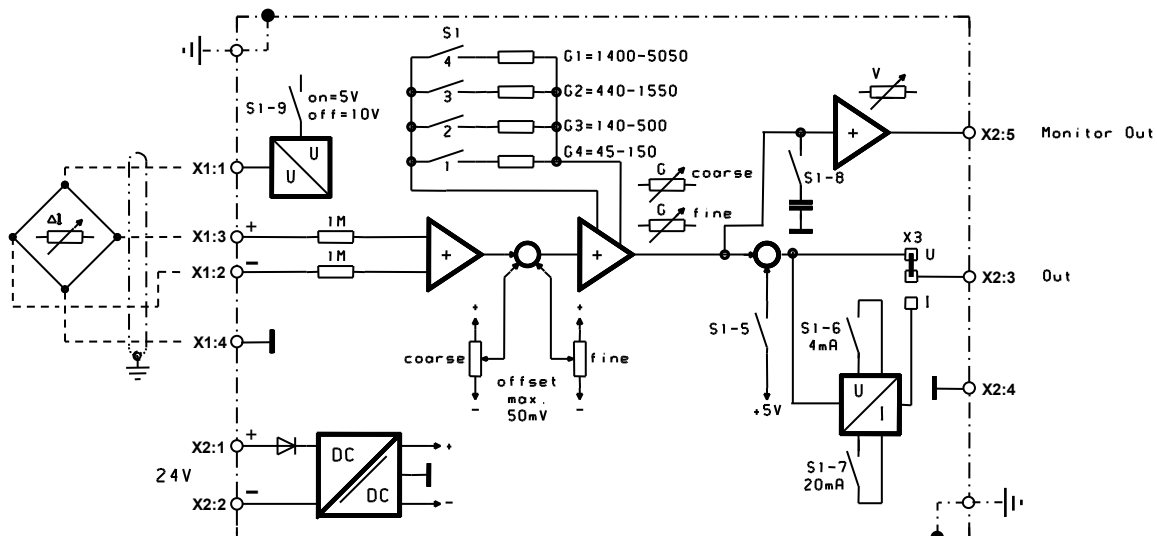 S1
4
G1=1400-5050
V
S1-9
on=5V
off=10V
3
G2=440-1550
2
G3=140-500
+
X2:5
Monitor Out
U
U
1
G4=45-150
X1:1
G
coarse
S1-8
Δl
G
fine
X1:3
+
1M
X3
U
X1:2
−
1M
+
+
X2:3
Out
I
+
+
S1-5
S1-6
4mA
X1:4
coarse
fine
offset
max.
50mV
−
−
+5V
U
I
X2:4
X2:1
+
DC
DC
+
24V
S1-7
20mA
X2:2
−
−